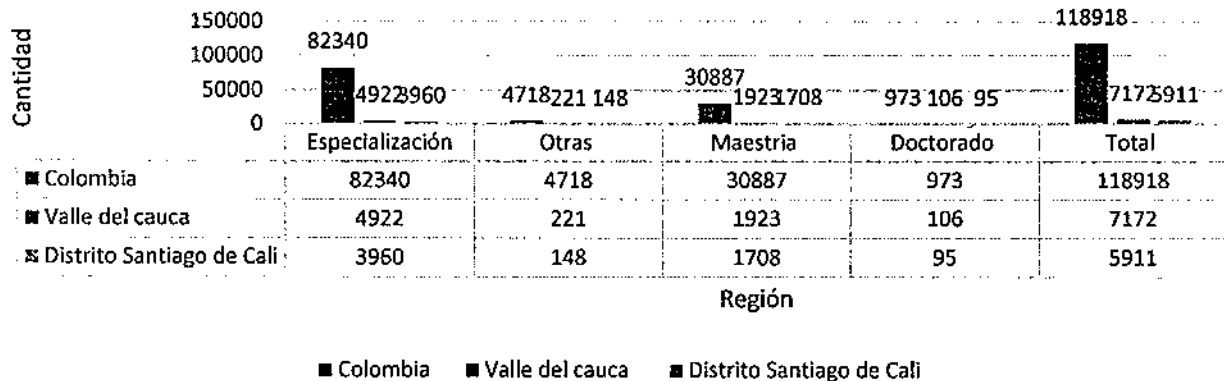 Cantidad
150000
100000
50000
0
82340
4922
3960
4718
221
148
30887
1923
1708
973
106
95
118918
7172
5911
Especialización Otras Maestria Doctorado Total
Colombia 82340 4718 30887 973 118918
Valle del cauca 4922 221 1923 106 7172
Distrito Santiago de Cali 3960 148 1708 95 5911
Región
Colombia Valle del cauca Distrito Santiago de Cali